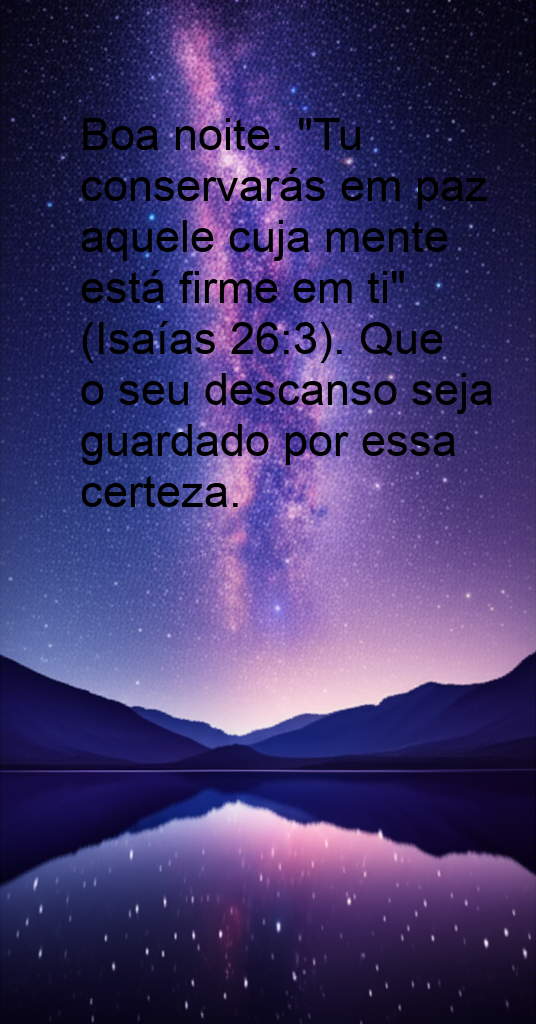 Boa noite. "Tu
conservarás em paz
aquele cuja mente
está firme em ti"
(Isaías 26:3). Que
o seu descanso seja
guardado por essa
certeza.